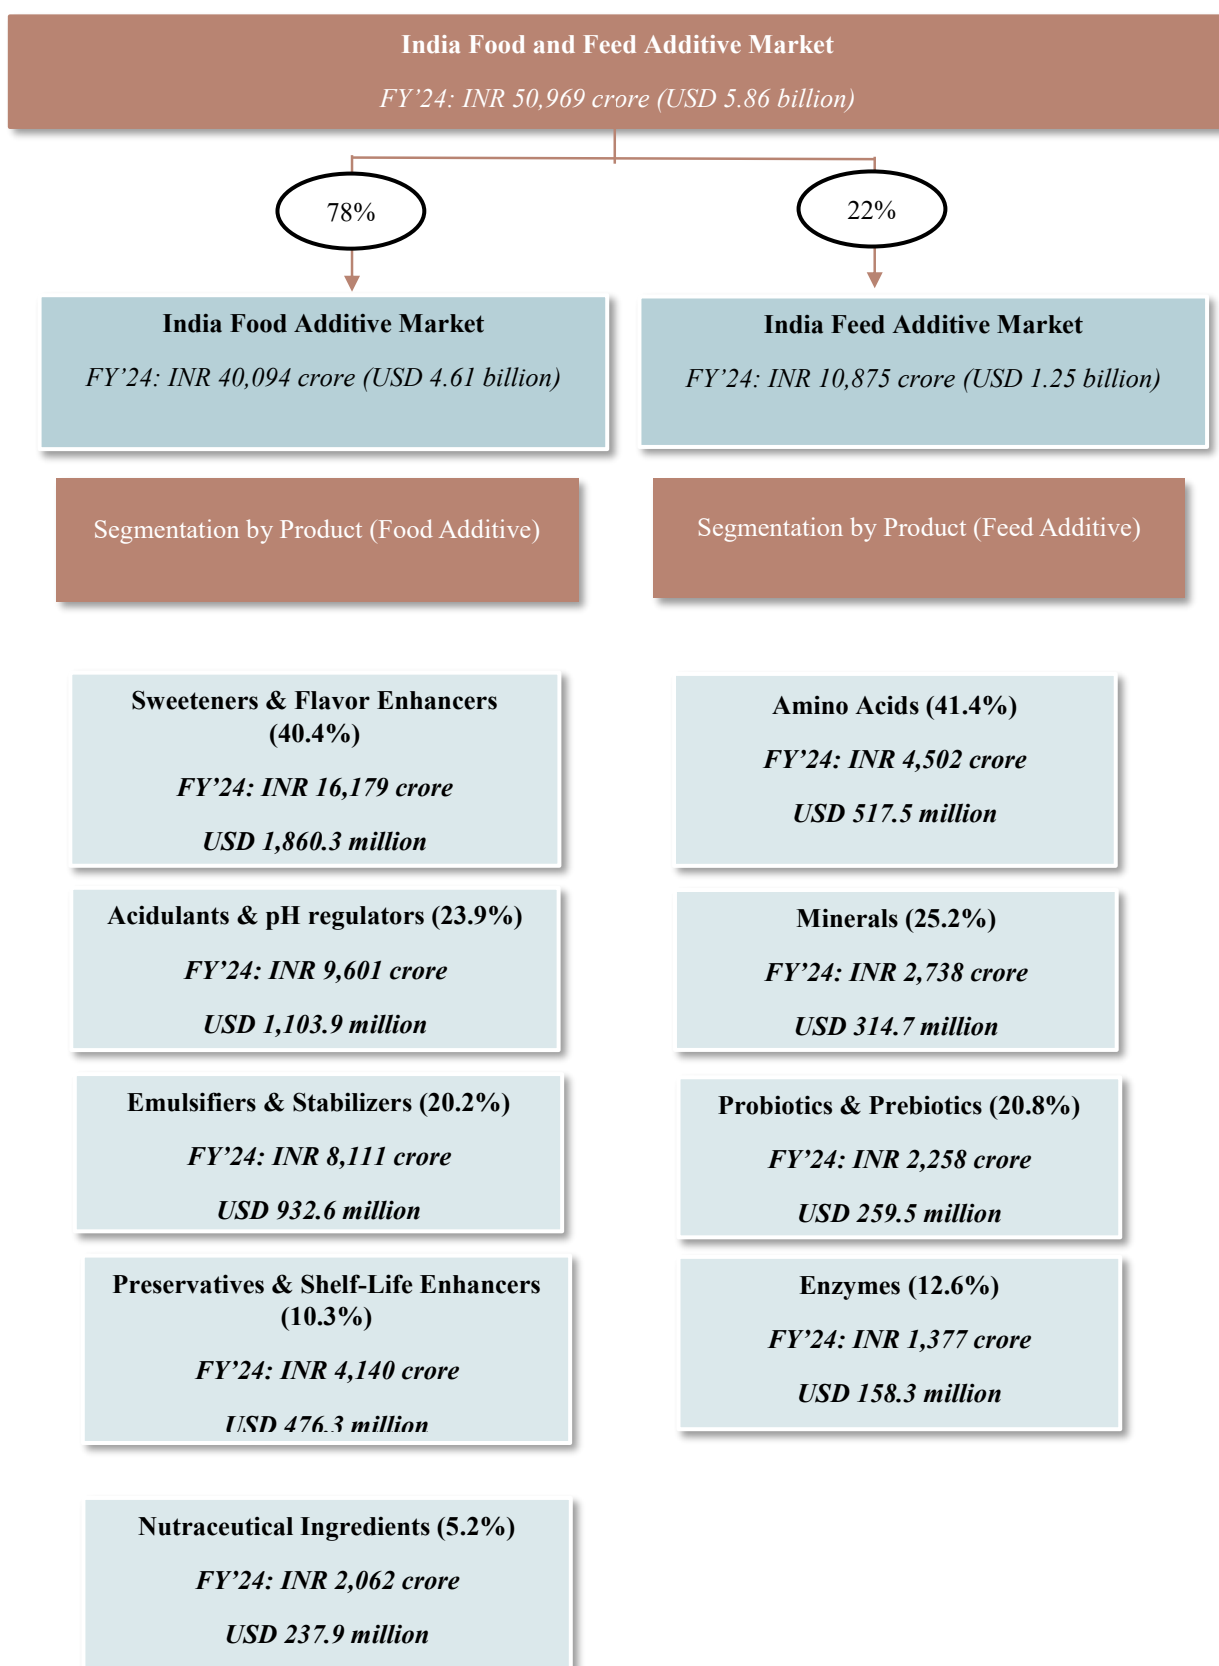 India Food and Feed Additive Market
FY’24: INR 50,969 crore (USD 5.86 billion)
78%
22%
India Food Additive Market
FY’24: INR 40,094 crore (USD 4.61 billion)
India Feed Additive Market
FY’24: INR 10,875 crore (USD 1.25 billion)
Segmentation by Product (Food Additive)
Segmentation by Product (Feed Additive)
Sweeteners & Flavor Enhancers
(40.4%)
FY’24: INR 16,179 crore
USD 1,860.3 million
Acidulants & pH regulators (23.9%)
FY’24: INR 9,601 crore
USD 1,103.9 million
Emulsifiers & Stabilizers (20.2%)
FY’24: INR 8,111 crore
USD 932.6 million
Preservatives & Shelf-Life Enhancers
(10.3%)
FY’24: INR 4,140 crore
USD 476.3 million
Nutraceutical Ingredients (5.2%)
FY’24: INR 2,062 crore
USD 237.9 million
Amino Acids (41.4%)
FY’24: INR 4,502 crore
USD 517.5 million
Minerals (25.2%)
FY’24: INR 2,738 crore
USD 314.7 million
Probiotics & Prebiotics (20.8%)
FY’24: INR 2,258 crore
USD 259.5 million
Enzymes (12.6%)
FY’24: INR 1,377 crore
USD 158.3 million